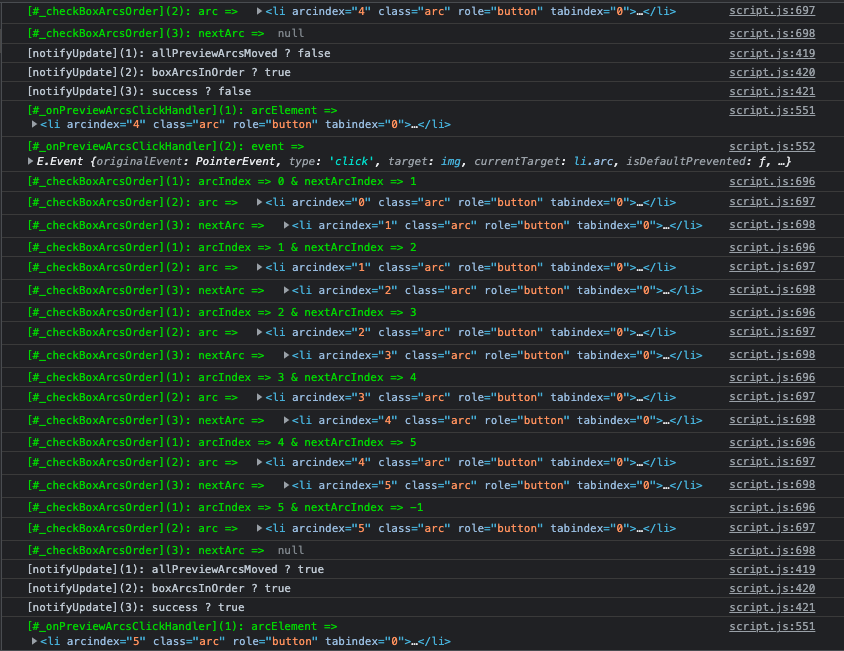 [#_checkBoxArcsOrder](2): arc => ▶<li arcindex="4" class="arc" role="button" tabindex="0">…</li> script.js:697
[#_checkBoxArcsOrder](3): nextArc => null script.js:698
[notifyUpdate](1): allPreviewArcsMoved ? false script.js:419
[notifyUpdate](2): boxArcsInOrder ? true script.js:420
[notifyUpdate](3): success ? false script.js:421
[#_onPreviewArcsClickHandler](1): arcElement => script.js:551
▶<li arcindex="4" class="arc" role="button" tabindex="0">…</li>
[#_onPreviewArcsClickHandler](2): event => script.js:552
▶E.Event {originalEvent: PointerEvent, type: 'click', target: img, currentTarget: li.arc, isDefaultPrevented: ƒ, …}
[#_checkBoxArcsOrder](1): arcIndex => 0 & nextArcIndex => 1 script.js:696
[#_checkBoxArcsOrder](2): arc => ▶<li arcindex="0" class="arc" role="button" tabindex="0">…</li> script.js:697
[#_checkBoxArcsOrder](3): nextArc => ▶<li arcindex="1" class="arc" role="button" tabindex="0">…</li> script.js:698
[#_checkBoxArcsOrder](1): arcIndex => 1 & nextArcIndex => 2 script.js:696
[#_checkBoxArcsOrder](2): arc => ▶<li arcindex="1" class="arc" role="button" tabindex="0">…</li> script.js:697
[#_checkBoxArcsOrder](3): nextArc => ▶<li arcindex="2" class="arc" role="button" tabindex="0">…</li> script.js:698
[#_checkBoxArcsOrder](1): arcIndex => 2 & nextArcIndex => 3 script.js:696
[#_checkBoxArcsOrder](2): arc => ▶<li arcindex="2" class="arc" role="button" tabindex="0">…</li> script.js:697
[#_checkBoxArcsOrder](3): nextArc => ▶<li arcindex="3" class="arc" role="button" tabindex="0">…</li> script.js:698
[#_checkBoxArcsOrder](1): arcIndex => 3 & nextArcIndex => 4 script.js:696
[#_checkBoxArcsOrder](2): arc => ▶<li arcindex="3" class="arc" role="button" tabindex="0">…</li> script.js:697
[#_checkBoxArcsOrder](3): nextArc => ▶<li arcindex="4" class="arc" role="button" tabindex="0">…</li> script.js:698
[#_checkBoxArcsOrder](1): arcIndex => 4 & nextArcIndex => 5 script.js:696
[#_checkBoxArcsOrder](2): arc => ▶<li arcindex="4" class="arc" role="button" tabindex="0">…</li> script.js:697
[#_checkBoxArcsOrder](3): nextArc => ▶<li arcindex="5" class="arc" role="button" tabindex="0">…</li> script.js:698
[#_checkBoxArcsOrder](1): arcIndex => 5 & nextArcIndex => -1 script.js:696
[#_checkBoxArcsOrder](2): arc => ▶<li arcindex="5" class="arc" role="button" tabindex="0">…</li> script.js:697
[#_checkBoxArcsOrder](3): nextArc => null script.js:698
[notifyUpdate](1): allPreviewArcsMoved ? true script.js:419
[notifyUpdate](2): boxArcsInOrder ? true script.js:420
[notifyUpdate](3): success ? true script.js:421
[#_onPreviewArcsClickHandler](1): arcElement => script.js:551
▶<li arcindex="5" class="arc" role="button" tabindex="0">…</li>